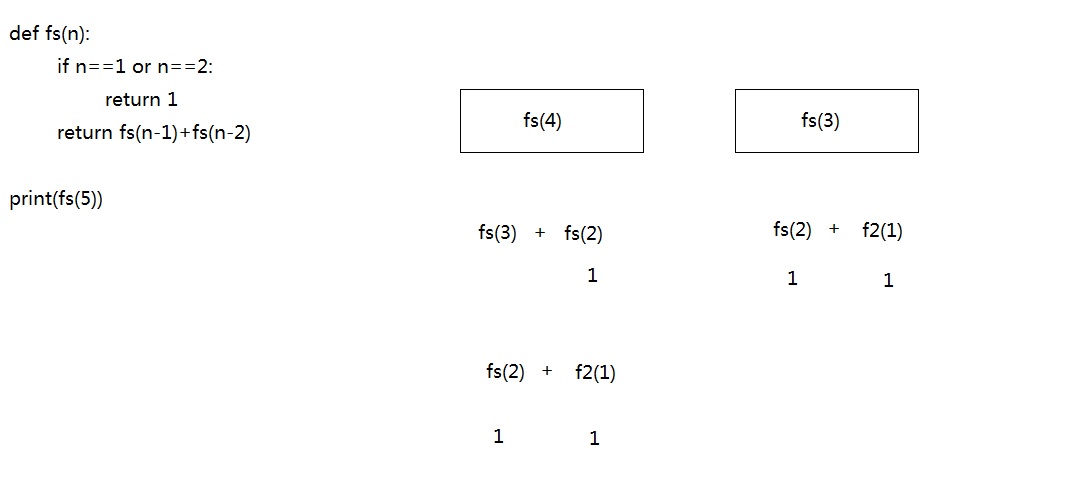 def fs(n):
if n==1 or n==2:
return 1
return fs(n-1)+fs(n-2)
print(fs(5))
fs(4)
fs(3) + fs(2)
1
fs(2) + f2(1)
1 1
fs(3)
fs(2) + f2(1)
1 1